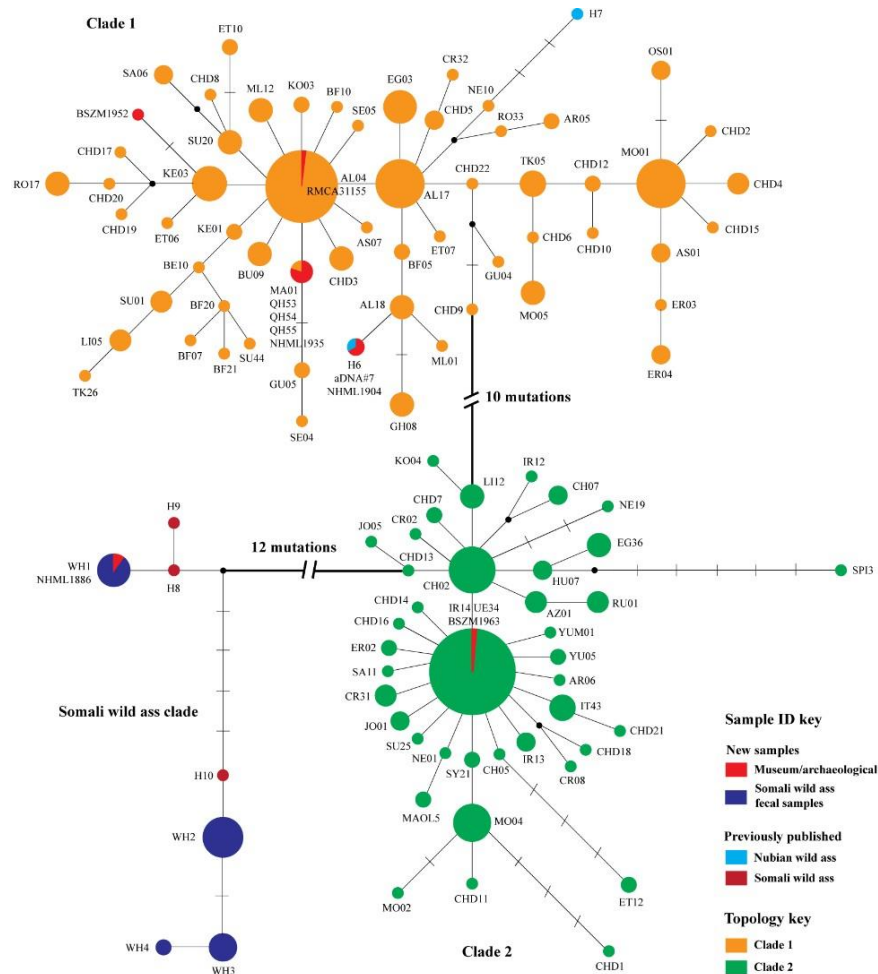 Clade 1
H7
ET10
OS01
SA06
CHD8
CR32
KO03
EG03
ML12
BF10
NE10
BSZM1952
CHD5
SE05
CHD2
RO33
AR05
SU20
MO01
CHD17
CHD22
TK05
CHD12
KE03
AL04
RO17
RMCA31155
AL17
CHD4
CHD20
CHD19
ET06
KE01
AS07
ET07
CHD6
CHD10
CHD15
BE10
BU09
CHD3
BF05
GU04
AS01
MA01
QH53
QH54
QH55
NHML1935
SU01
BF20
AL18
CHD9
MO05
ER03
LI05
BF07
BF21
SU44
H6
aDNA#7
NHML1904
ML01
ER04
TK26
GU05
GH08
SE04
10 mutations
KO04
IR12
LI12
CH07
H9
CHD7
NE19
CR02
JO05
EG36
12 mutations
WH1
NHML1886
CHD13
H8
CH02
HU07
SPI3
AZ01
RU01
CHD14
IR14 UE34
BSZM1963
CHD16
YUM01
ER02
YU05
SA11
AR06
Somali wild ass clade
CR31
IT43
CHD21
JO01
SU25
CHD18
IR13
NE01
SY21
CH05
CR08
H10
MAOL5
MO04
WH2
MO02
CHD11
ET12
WH4
WH3
Clade 2
CHD1
Sample ID key
New samples
Museum/archaeological
Somali wild ass
fecal samples
Previously published
Nubian wild ass
Somali wild ass
Topology key
Clade 1
Clade 2